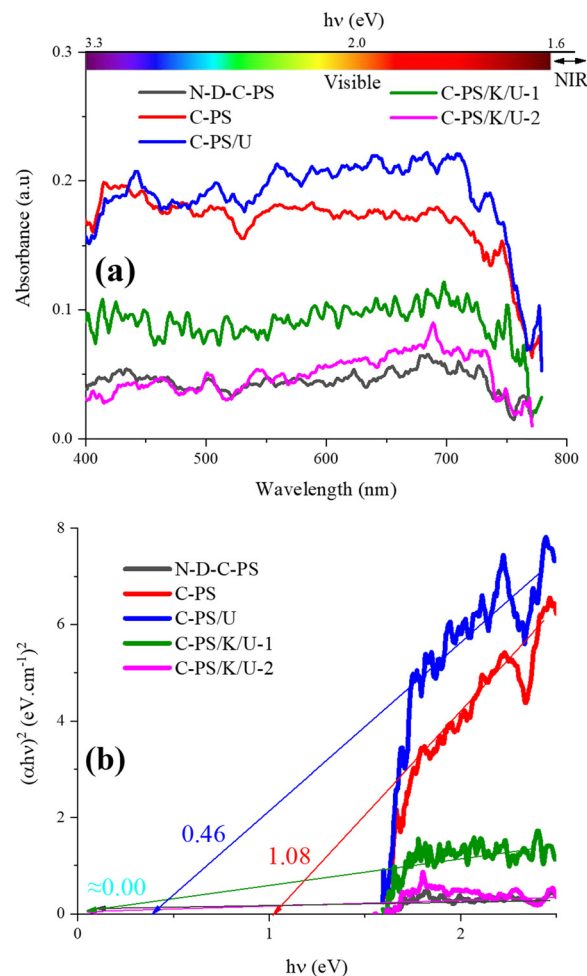 hν (eV)
3.3 2.0 1.6
Visible NIR
N-D-C-PS
C-PS
C-PS/U
C-PS/K/U-1
C-PS/K/U-2
0.3
0.2
0.1
0.0
Absorbance (a.u)
(a)
400 500 600 700 800
Wavelength (nm)
N-D-C-PS
C-PS
C-PS/U
C-PS/K/U-1
C-PS/K/U-2
8
6
4
2
0
(αhν)² (eV.cm⁻¹)²
(b)
0.46
1.08
≈0.00
0 1 2
hν (eV)